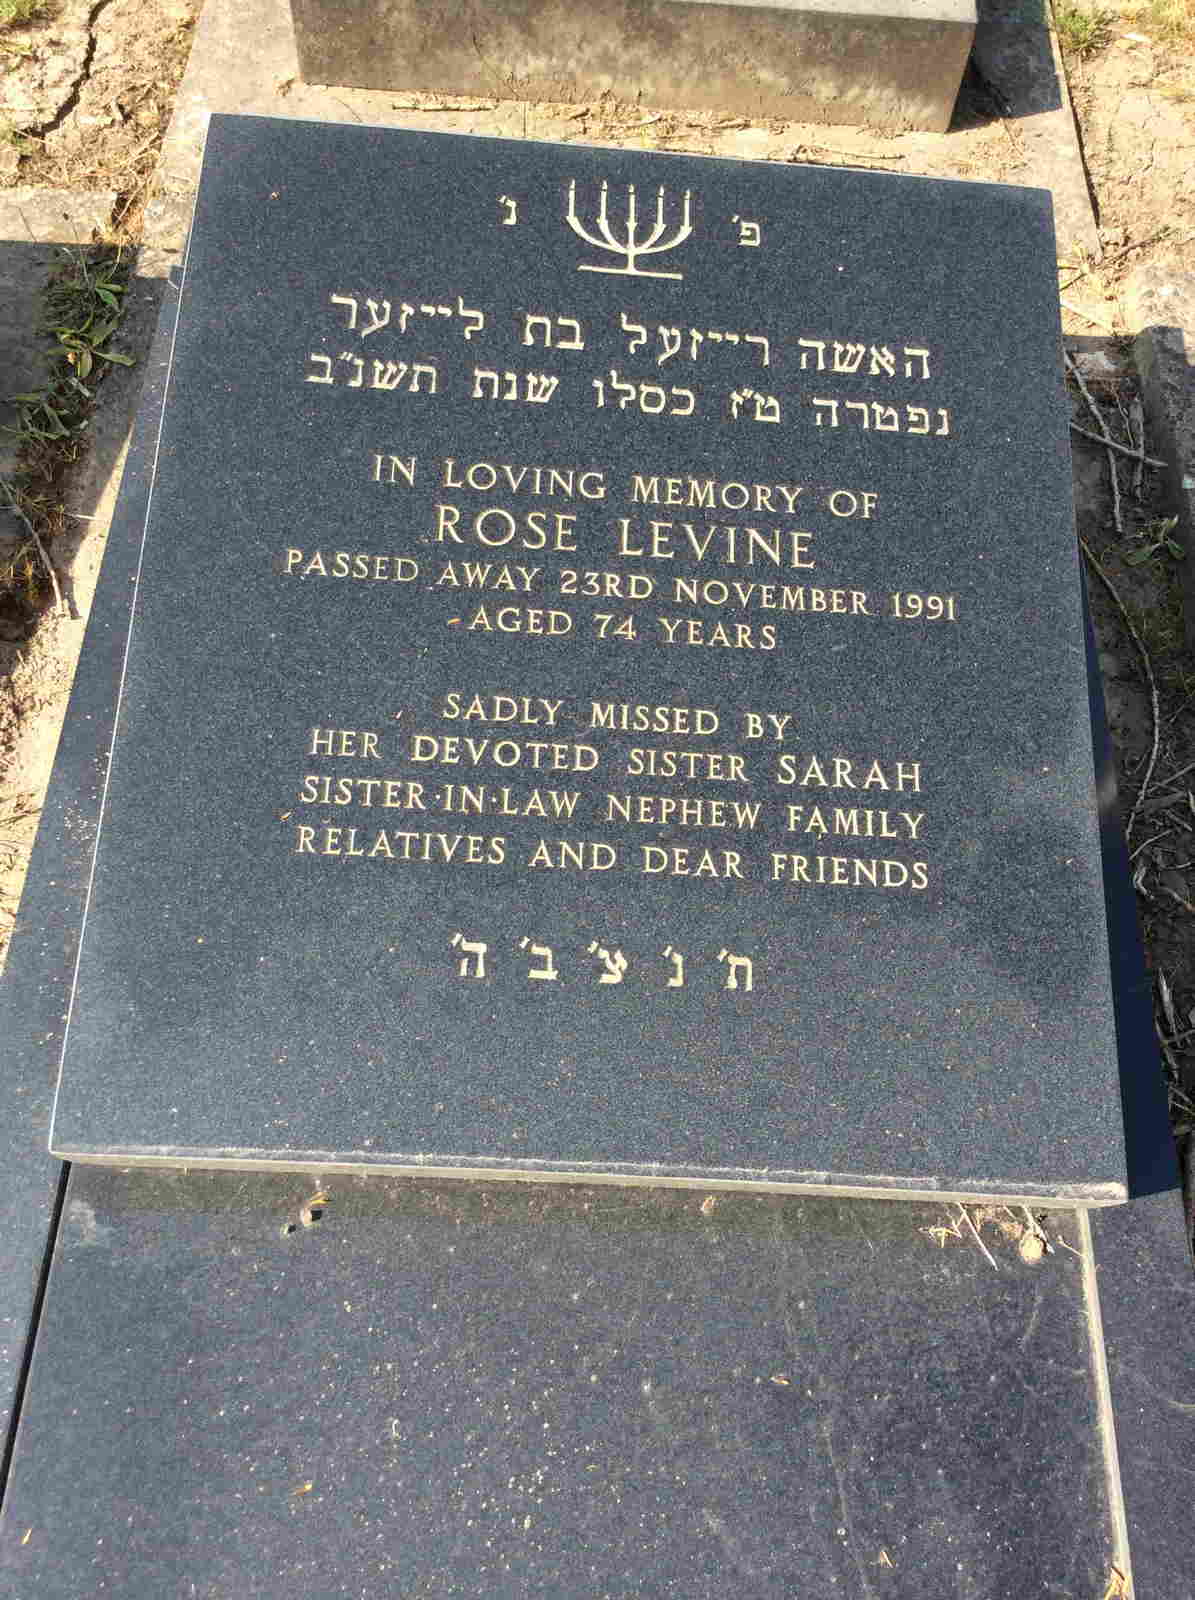 פ׳ נ׳
האשה רייזעל בת לייזער
נפטרה ט״ז כסלו שנת תשנ״ב
IN LOVING MEMORY OF
ROSE LEVINE
PASSED AWAY 23RD NOVEMBER 1991
AGED 74 YEARS
SADLY MISSED BY
HER DEVOTED SISTER SARAH
SISTER·IN·LAW NEPHEW FAMILY
RELATIVES AND DEAR FRIENDS
ת׳ נ׳ צ׳ ב׳ ה׳